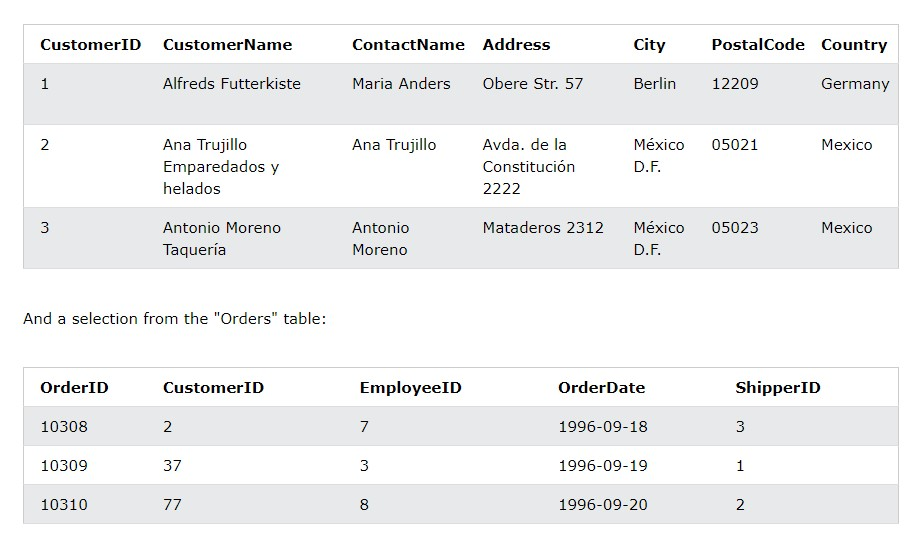 CustomerID CustomerName ContactName Address City PostalCode Country
1 Alfreds Futterkiste Maria Anders Obere Str. 57 Berlin 12209 Germany
2 Ana Trujillo Ana Trujillo Avda. de la México 05021 Mexico
Emparedados y Constitución D.F.
helados 2222
3 Antonio Moreno Antonio Mataderos 2312 México 05023 Mexico
Taquería Moreno D.F.
And a selection from the "Orders" table:
OrderID CustomerID EmployeeID OrderDate ShipperID
10308 2 7 1996-09-18 3
10309 37 3 1996-09-19 1
10310 77 8 1996-09-20 2